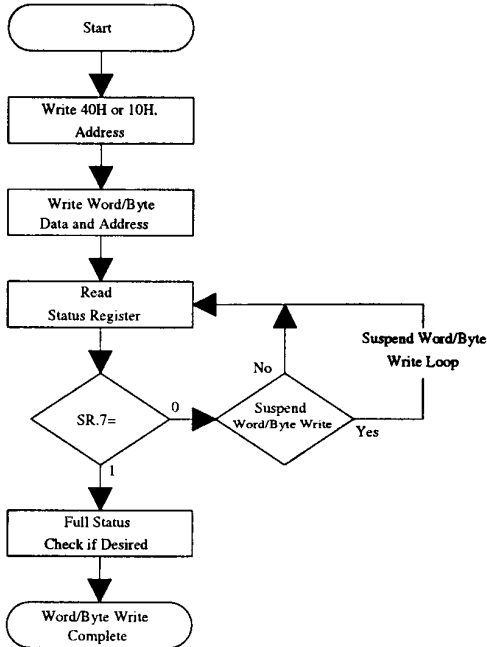 Start
Write 40H or 10H.
Address
Write Word/Byte
Data and Address
Read
Status Register
Suspend Word/Byte
Write Loop
No
SR.7=
0
Suspend
Word/Byte Write
Yes
1
Full Status
Check if Desired
Word/Byte Write
Complete